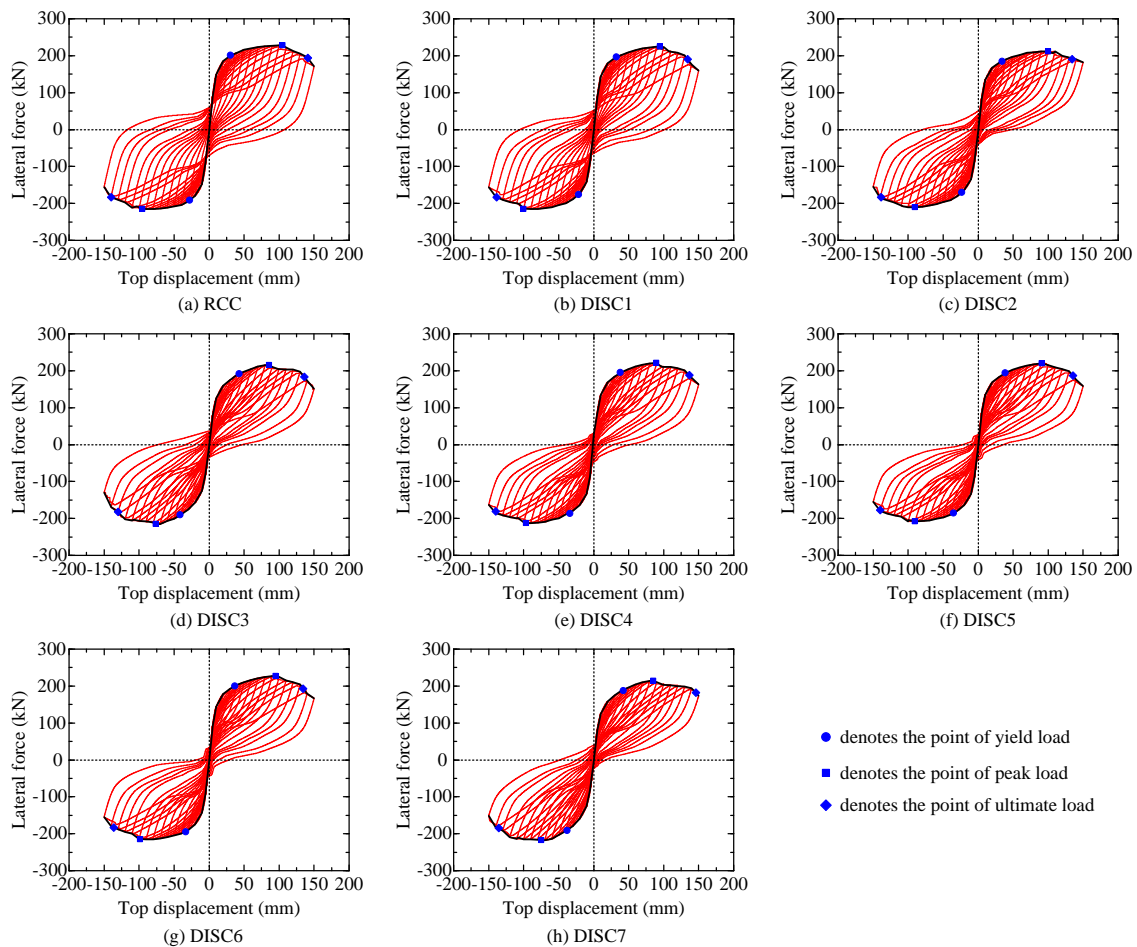 300
200
100
0
-100
-200
-300
Lateral force (kN)
-200 -150 -100 -50 0 50 100 150 200
Top displacement (mm)
(a) RCC
300
200
100
0
-100
-200
-300
Lateral force (kN)
-200 -150 -100 -50 0 50 100 150 200
Top displacement (mm)
(b) DISC1
300
200
100
0
-100
-200
-300
Lateral force (kN)
-200 -150 -100 -50 0 50 100 150 200
Top displacement (mm)
(c) DISC2
300
200
100
0
-100
-200
-300
Lateral force (kN)
-200 -150 -100 -50 0 50 100 150 200
Top displacement (mm)
(d) DISC3
300
200
100
0
-100
-200
-300
Lateral force (kN)
-200 -150 -100 -50 0 50 100 150 200
Top displacement (mm)
(e) DISC4
300
200
100
0
-100
-200
-300
Lateral force (kN)
-200 -150 -100 -50 0 50 100 150 200
Top displacement (mm)
(f) DISC5
300
200
100
0
-100
-200
-300
Lateral force (kN)
-200 -150 -100 -50 0 50 100 150 200
Top displacement (mm)
(g) DISC6
300
200
100
0
-100
-200
-300
Lateral force (kN)
-200 -150 -100 -50 0 50 100 150 200
Top displacement (mm)
(h) DISC7
denotes the point of yield load
denotes the point of peak load
denotes the point of ultimate load